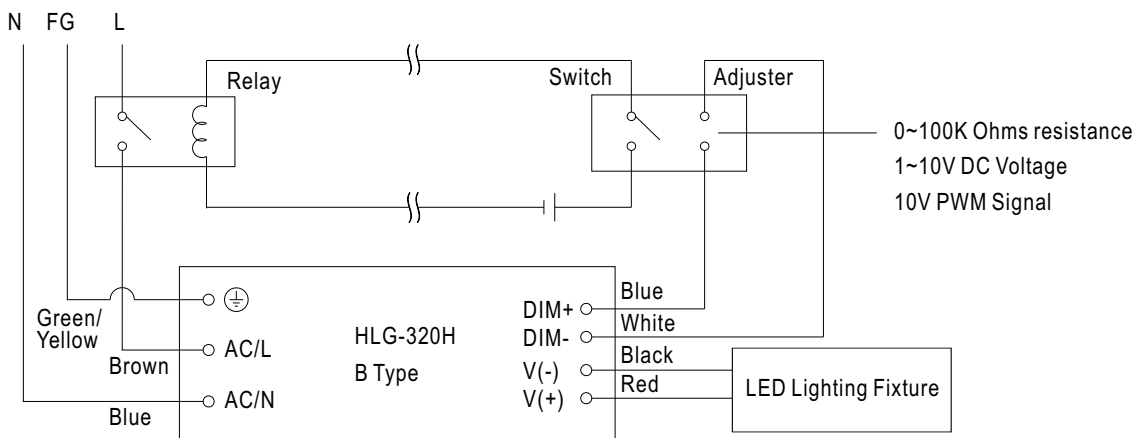 N FG L
Relay
Switch
Adjuster
0~100K Ohms resistance
1~10V DC Voltage
10V PWM Signal
Green/
Yellow
Brown
Blue
AC/L
AC/N
HLG-320H
B Type
DIM+
DIM-
V(-)
V(+)
Blue
White
Black
Red
LED Lighting Fixture